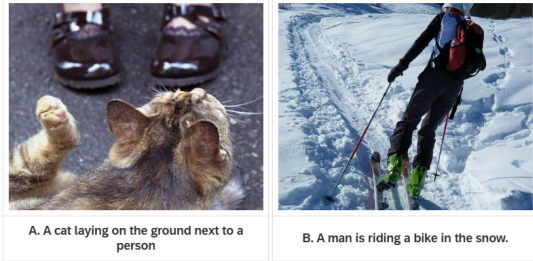 A. A cat laying on the ground next to a
person
B. A man is riding a bike in the snow.